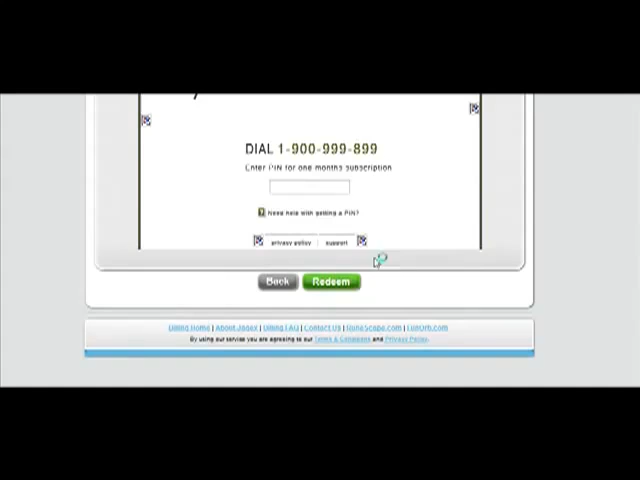 DIAL 1-900-999-899
Enter PIN for one months subscription
Need help with getting a PIN?
privacy policy | support
Back Redeem
Billing Home | About Jagex | Billing FAQ | Contact Us | RuneScape.com | FunOrb.com
By using our service you are agreeing to our Terms & Conditions and Privacy Policy.